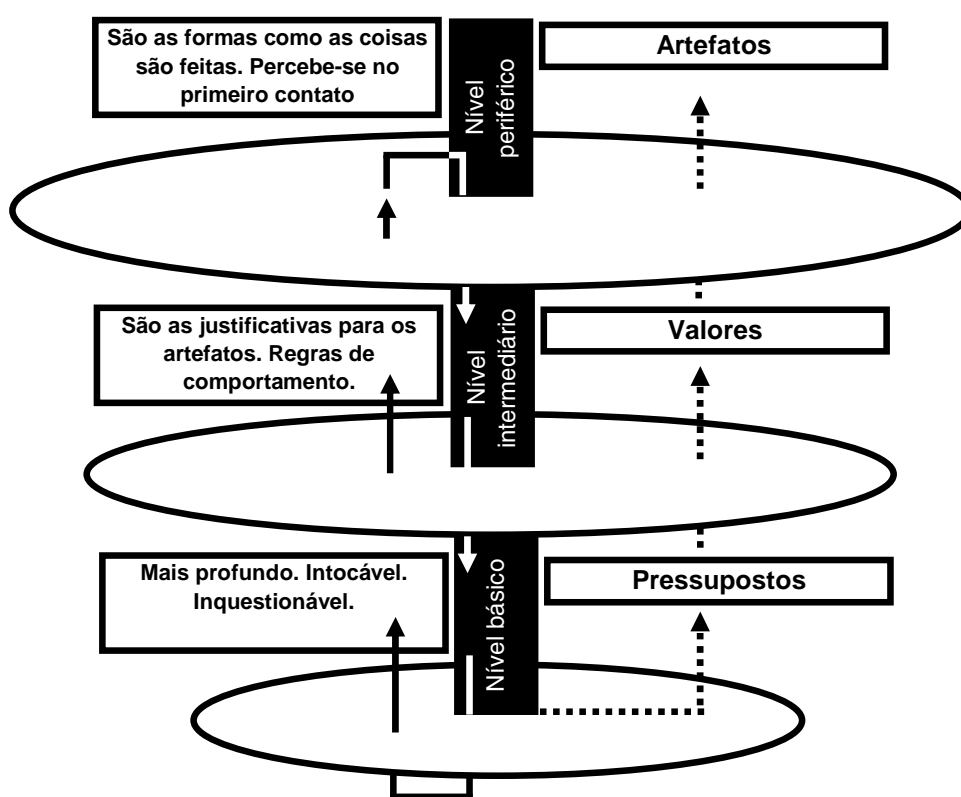 São as formas como as coisas
são feitas. Percebe-se no
primeiro contato
Nível
periférico
Artefatos
São as justificativas para os
artefatos. Regras de
comportamento.
Nível
intermediário
Valores
Mais profundo. Intocável.
Inquestionável.
Nível básico
Pressupostos